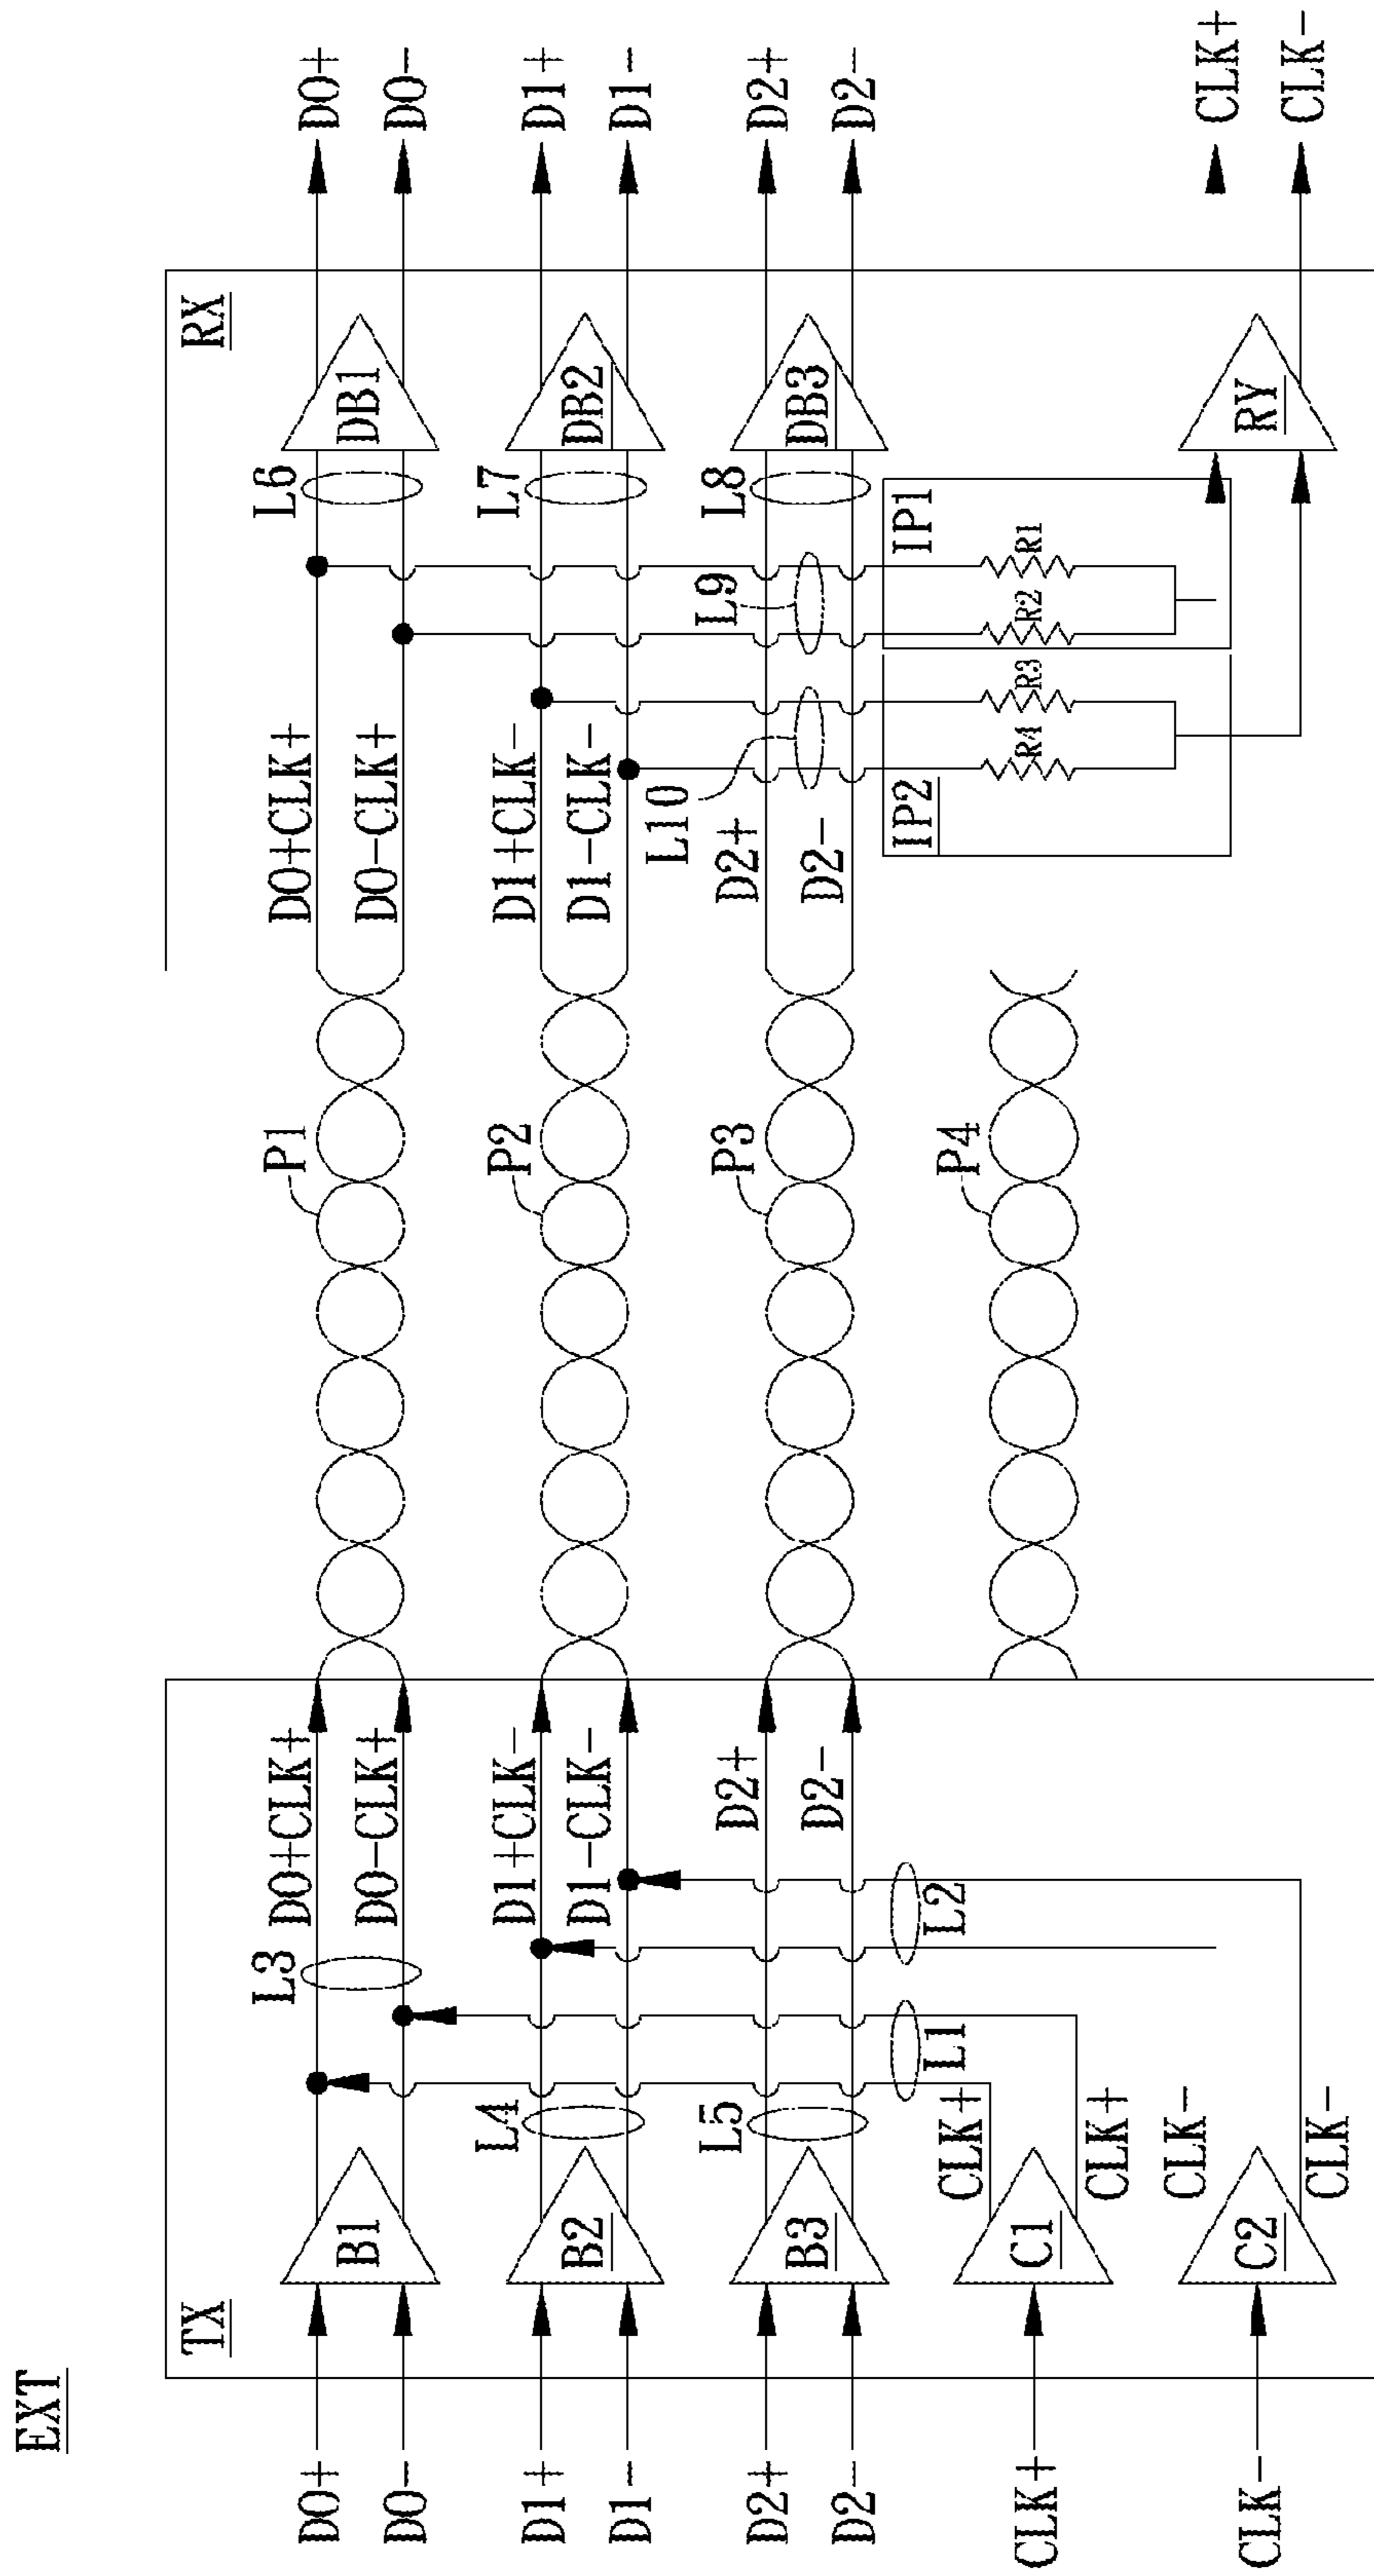 EXT
TX
RX
D0+
B1
L3
D0+CLK+
P1
D0+CLK+
L6
DB1
D0+
D0-
D0-CLK+
D0-CLK+
D0-
D1+
B2
L4
D1+CLK-
P2
D1+CLK-
L7
DB2
D1+
D1-
D1-CLK-
D1-CLK-
D1-
D2+
B3
L5
D2+
P3
L10
D2+
L9
L8
DB3
D2+
D2-
D2-
D2-
D2-
CLK+
C1
CLK+
L1
L2
P4
IP2
IP1
CLK+
R4
R3
R2
R1
CLK-
C2
CLK-
CLK-
RY
CLK+
CLK-